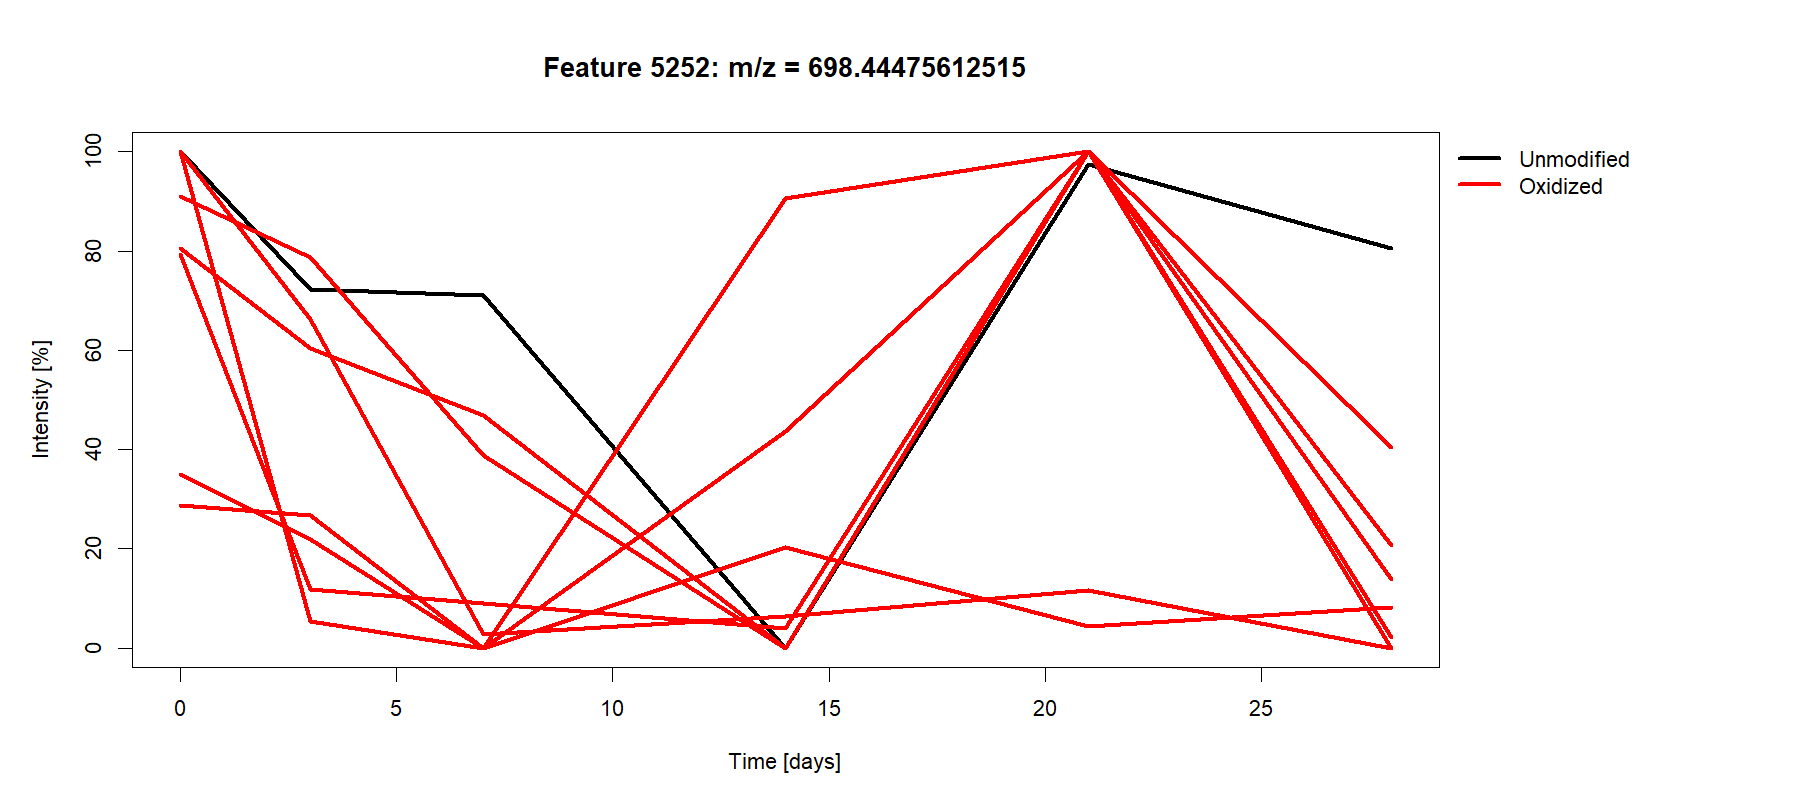 Feature 5252: m/z = 698.44475612515
Unmodified
Oxidized
Intensity [%]
100
80
60
40
20
0
0 5 10 15 20 25
Time [days]